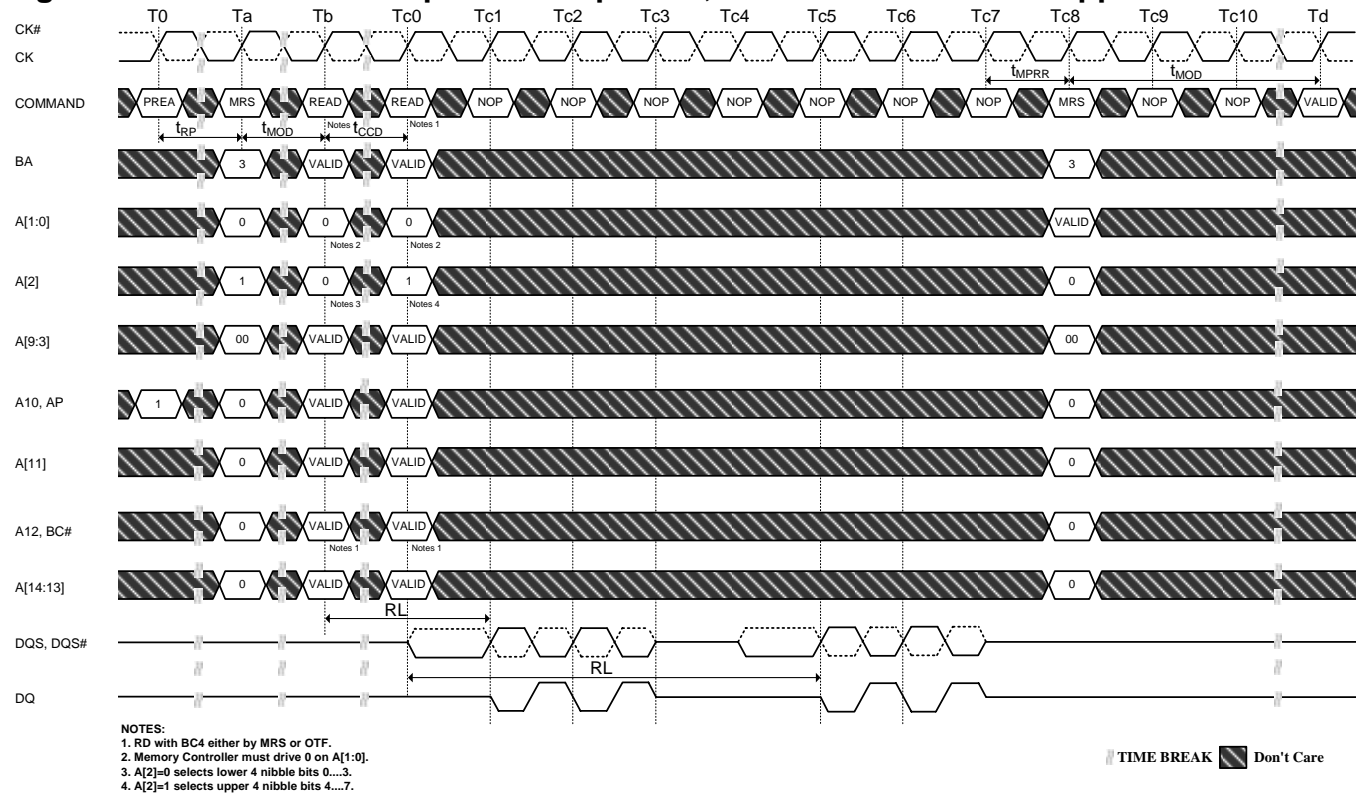 T0 Ta Tb Tc0 Tc1 Tc2 Tc3 Tc4 Tc5 Tc6 Tc7 Tc8 Tc9 Tc10 Td
CK#
CK
tMPRR tMOD
COMMAND PREA MRS READ READ NOP NOP NOP NOP NOP NOP NOP MRS NOP NOP VALID
Notes 1 Notes 1
tRP tMOD tCCD
BA 3 VALID VALID 3
A[1:0] 0 0 0 VALID
Notes 2 Notes 2
A[2] 1 0 1 0
Notes 3 Notes 4
A[9:3] 00 VALID VALID 00
A10, AP 1 0 VALID VALID 0
A[11] 0 VALID VALID 0
A12, BC# 0 VALID VALID 0
Notes 1 Notes 1
A[14:13] 0 VALID VALID 0
RL
DQS, DQS#
RL
DQ
NOTES:
1. RD with BC4 either by MRS or OTF.
2. Memory Controller must drive 0 on A[1:0].
3. A[2]=0 selects lower 4 nibble bits 0....3.
4. A[2]=1 selects upper 4 nibble bits 4....7.
TIME BREAK Don't Care